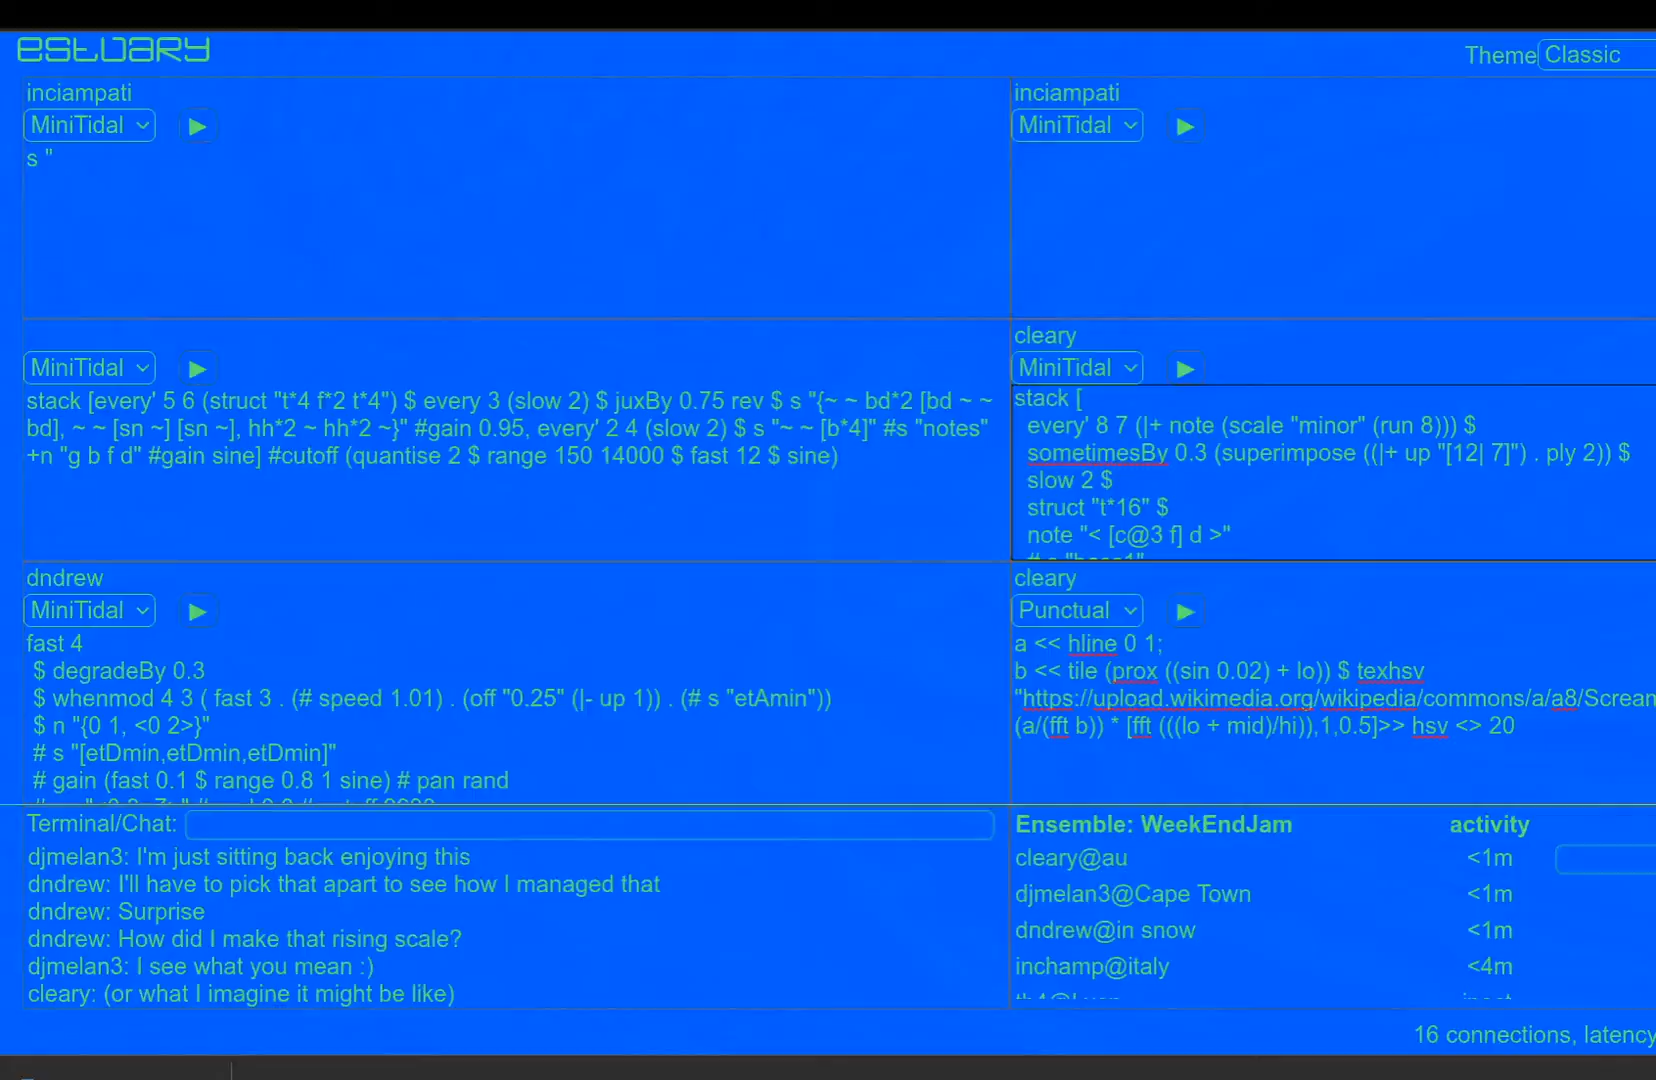 estuary
Theme Classic
inciampati
MiniTidal
s "
inciampati
MiniTidal
MiniTidal
stack [every' 5 6 (struct "t*4 f*2 t*4") $ every 3 (slow 2) $ juxBy 0.75 rev $ s "{~ ~ bd*2 [bd ~ ~
bd], ~ ~ [sn ~] [sn ~], hh*2 ~ hh*2 ~}" #gain 0.95, every' 2 4 (slow 2) $ s "~ ~ [b*4]" #s "notes"
+n "g b f d" #gain sine] #cutoff (quantise 2 $ range 150 14000 $ fast 12 $ sine)
cleary
MiniTidal
stack [
every' 8 7 (|+ note (scale "minor" (run 8))) $
sometimesBy 0.3 (superimpose ((|+ up "[12| 7]") . ply 2)) $
slow 2 $
struct "t*16" $
note "< [c@3 f] d >"
dndrew
MiniTidal
fast 4
$ degradeBy 0.3
$ whenmod 4 3 ( fast 3 . (# speed 1.01) . (off "0.25" (|- up 1)) . (# s "etAmin"))
$ n "{0 1, <0 2>}"
# s "[etDmin,etDmin,etDmin]"
# gain (fast 0.1 $ range 0.8 1 sine) # pan rand
cleary
Punctual
a << hline 0 1;
b << tile (prox ((sin 0.02) + lo)) $ texhsv
"https://upload.wikimedia.org/wikipedia/commons/a/a8/Scream
(a/(fft b)) * [fft (((lo + mid)/hi)),1,0.5]>> hsv <> 20
Terminal/Chat:
djmelan3: I'm just sitting back enjoying this
dndrew: I'll have to pick that apart to see how I managed that
dndrew: Surprise
dndrew: How did I make that rising scale?
djmelan3: I see what you mean :)
cleary: (or what I imagine it might be like)
Ensemble: WeekEndJam activity
cleary@au <1m
djmelan3@Cape Town <1m
dndrew@in snow <1m
inchamp@italy <4m
16 connections, latency